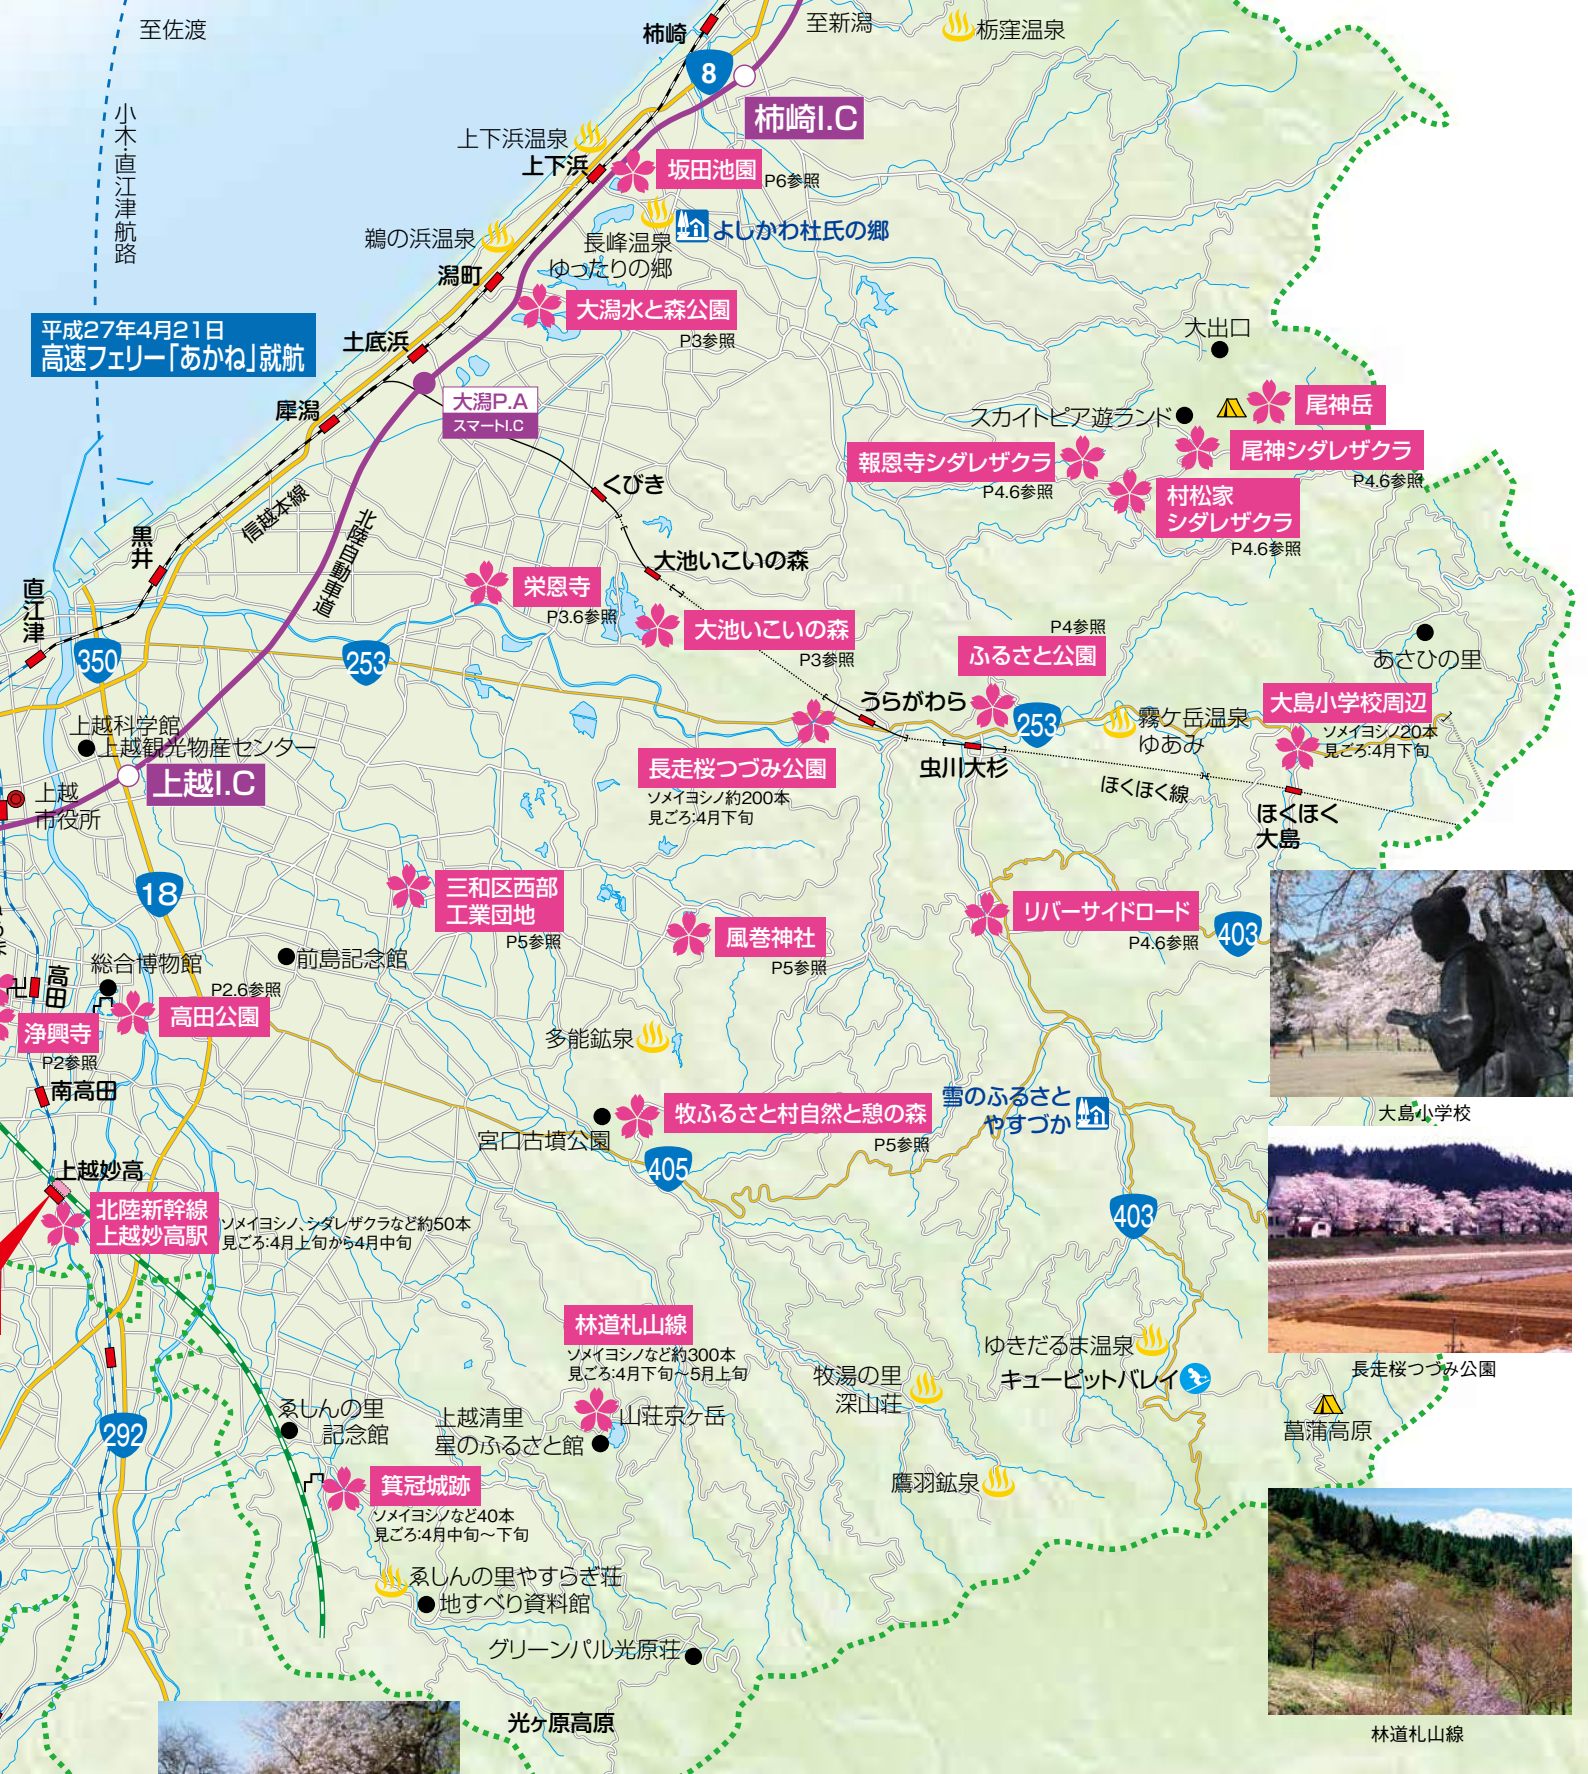 至佐渡
小木・直江津航路
平成27年4月21日
高速フェリー「あかね」就航
柿崎
8
至新潟
栃窪温泉
柿崎I.C
上下浜温泉
上下浜
坂田池園
P6参照
鵜の浜温泉
長峰温泉
ゆったりの郷
よしかわ杜氏の郷
潟町
大潟水と森公園
P3参照
土底浜
大潟P.A
スマートI.C
犀潟
大出口
スカイトピア遊ランド
尾神岳
尾神シダレザクラ
P4.6参照
報恩寺シダレザクラ
P4.6参照
村松家
シダレザクラ
P4.6参照
くびき
信越本線
北陸自動車道
黒井
直江津
大池いこいの森
栄恩寺
P3.6参照
大池いこいの森
P3参照
350
253
P4参照
ふるさと公園
あさひの里
うらがわら
253
霧ケ岳温泉
ゆあみ
大島小学校周辺
ソメイヨシノ20本
見ごろ:4月下旬
上越科学館
上越観光物産センター
上越I.C
上越
市役所
長走桜つづみ公園
ソメイヨシノ約200本
見ごろ:4月下旬
虫川大杉
ほくほく線
ほくほく
大島
18
三和区西部
工業団地
P5参照
風巻神社
P5参照
リバーサイドロード
P4.6参照
403
前島記念館
総合博物館
高田
P2.6参照
高田公園
浄興寺
P2参照
南高田
多能鉱泉
大島小学校
牧ふるさと村自然と憩の森
P5参照
宮口古墳公園
405
雪のふるさと
やすづか
上越妙高
北陸新幹線
上越妙高駅
ソメイヨシノ、シダレザクラなど約50本
見ごろ:4月上旬から4月中旬
403
林道札山線
ソメイヨシノなど約300本
見ごろ:4月下旬〜5月上旬
山荘京ヶ岳
上越清里
星のふるさと館
牧湯の里
深山荘
ゆきだるま温泉
キューピットバレイ
長走桜つづみ公園
菖蒲高原
292
ゑしんの里
記念館
箕冠城跡
ソメイヨシノなど40本
見ごろ:4月中旬〜下旬
鷹羽鉱泉
ゑしんの里やすらぎ荘
地すべり資料館
グリーンパル光原荘
光ヶ原高原
林道札山線